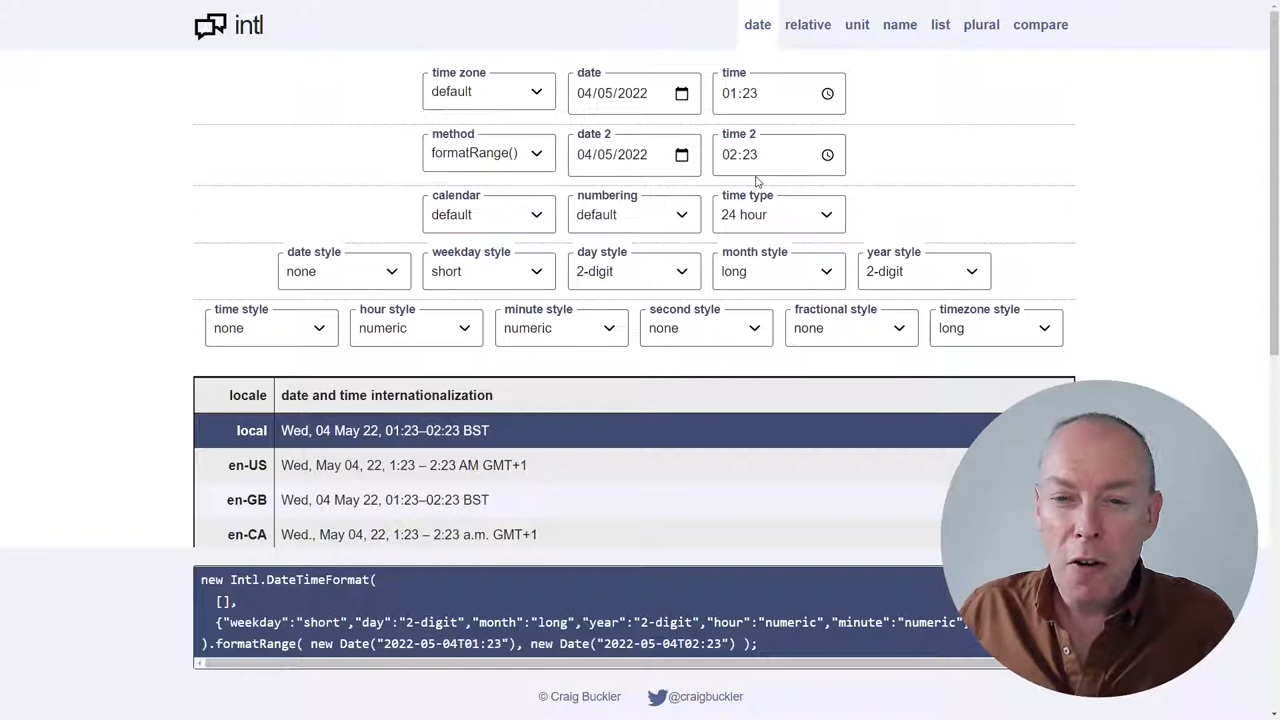 intl
date relative unit name list plural compare
time zone date time
default 04/05/2022 01:23
method date 2 time 2
formatRange() 04/05/2022 02:23
calendar numbering time type
default default 24 hour
date style weekday style day style month style year style
none short 2-digit long 2-digit
time style hour style minute style second style fractional style timezone style
none numeric numeric none none long
locale date and time internationalization
local Wed, 04 May 22, 01:23–02:23 BST
en-US Wed, May 04, 22, 1:23 – 2:23 AM GMT+1
en-GB Wed, 04 May 22, 01:23–02:23 BST
en-CA Wed., May 04, 22, 1:23 – 2:23 a.m. GMT+1
new Intl.DateTimeFormat(
[],
{"weekday":"short","day":"2-digit","month":"long","year":"2-digit","hour":"numeric","minute":"numeric",
).formatRange( new Date("2022-05-04T01:23"), new Date("2022-05-04T02:23") );
© Craig Buckler @craigbuckler